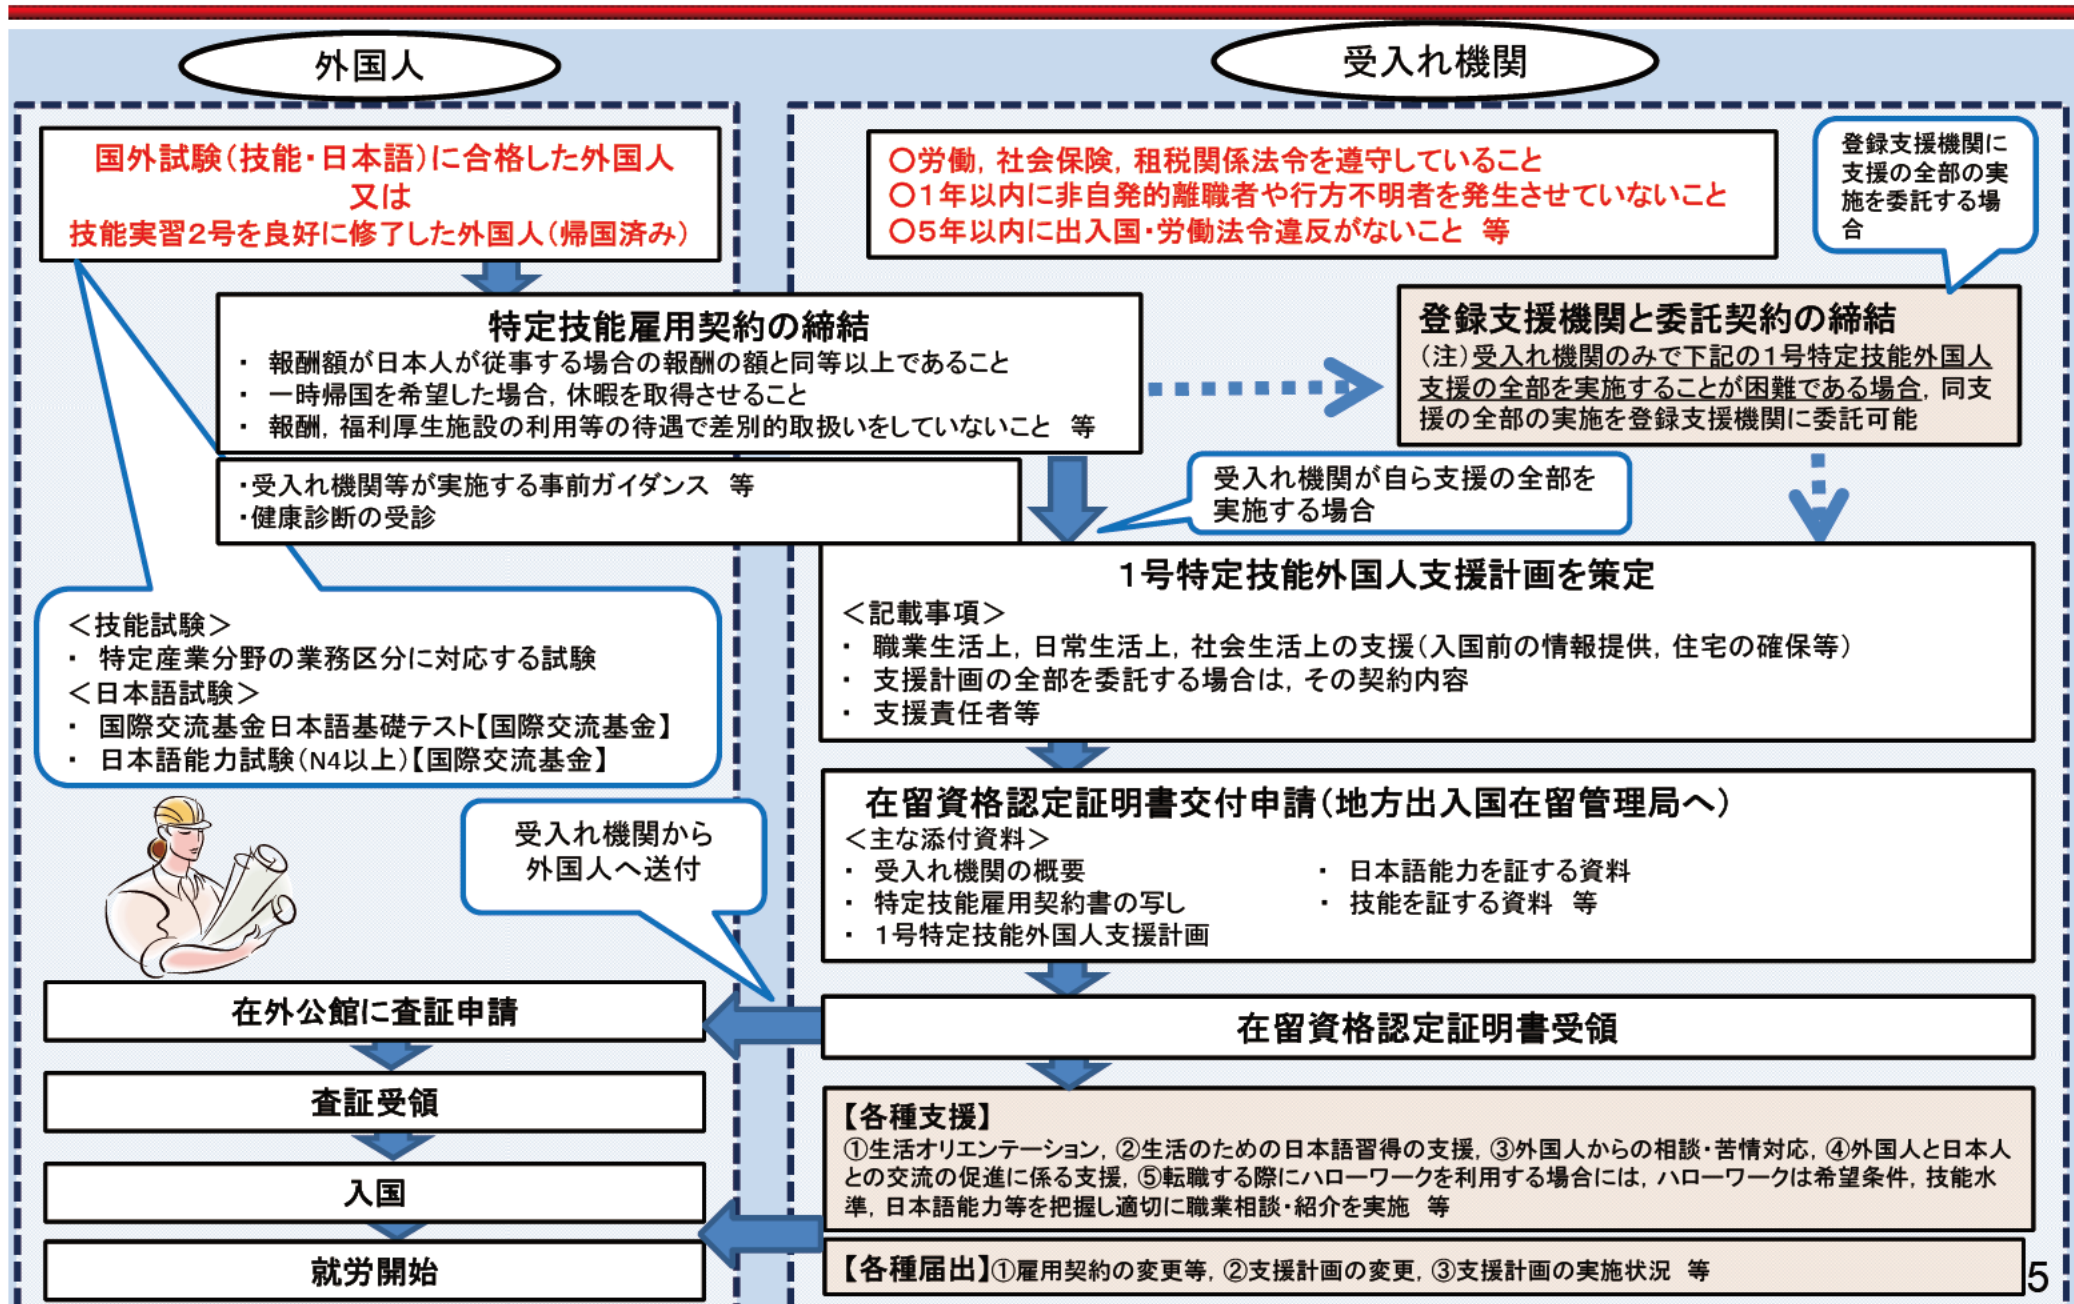 外国人
受入れ機関
国外試験(技能・日本語)に合格した外国人
又は
技能実習2号を良好に修了した外国人(帰国済み)
○労働,社会保険,租税関係法令を遵守していること
○1年以内に非自発的離職者や行方不明者を発生させていないこと
○5年以内に出入国・労働法令違反がないこと 等
登録支援機関に
支援の全部の実
施を委託する場
合
特定技能雇用契約の締結
・ 報酬額が日本人が従事する場合の報酬の額と同等以上であること
・ 一時帰国を希望した場合,休暇を取得させること
・ 報酬,福利厚生施設の利用等の待遇で差別的取扱いをしていないこと 等
登録支援機関と委託契約の締結
(注)受入れ機関のみで下記の1号特定技能外国人
支援の全部を実施することが困難である場合,同支
援の全部の実施を登録支援機関に委託可能
・受入れ機関等が実施する事前ガイダンス 等
・健康診断の受診
受入れ機関が自ら支援の全部を
実施する場合
1号特定技能外国人支援計画を策定
<記載事項>
・ 職業生活上,日常生活上,社会生活上の支援(入国前の情報提供,住宅の確保等)
・ 支援計画の全部を委託する場合は,その契約内容
・ 支援責任者等
<技能試験>
・ 特定産業分野の業務区分に対応する試験
<日本語試験>
・ 国際交流基金日本語基礎テスト【国際交流基金】
・ 日本語能力試験(N4以上)【国際交流基金】
受入れ機関から
外国人へ送付
在留資格認定証明書交付申請(地方出入国在留管理局へ)
<主な添付資料>
・ 受入れ機関の概要
・ 特定技能雇用契約書の写し
・ 1号特定技能外国人支援計画
・ 日本語能力を証する資料
・ 技能を証する資料 等
在外公館に査証申請
在留資格認定証明書受領
査証受領
入国
就労開始
【各種支援】
①生活オリエンテーション,②生活のための日本語習得の支援,③外国人からの相談・苦情対応,④外国人と日本人
との交流の促進に係る支援,⑤転職する際にハローワークを利用する場合には,ハローワークは希望条件,技能水
準,日本語能力等を把握し適切に職業相談・紹介を実施 等
【各種届出】①雇用契約の変更等,②支援計画の変更,③支援計画の実施状況 等
5